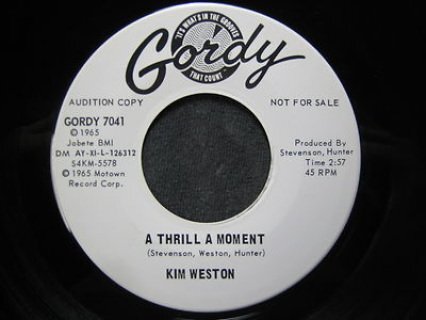 IT'S WHAT'S IN THE GROOVES
Gordy
THAT COUNT
AUDITION COPY
NOT FOR SALE
GORDY 7041
© 1965
Jobete BMI
DM AY-XI-L-126312
S4KM-5578
© 1965 Motown
Record Corp.
Produced By
Stevenson, Hunter
Time 2:57
45 RPM
A THRILL A MOMENT
(Stevenson, Weston, Hunter)
KIM WESTON